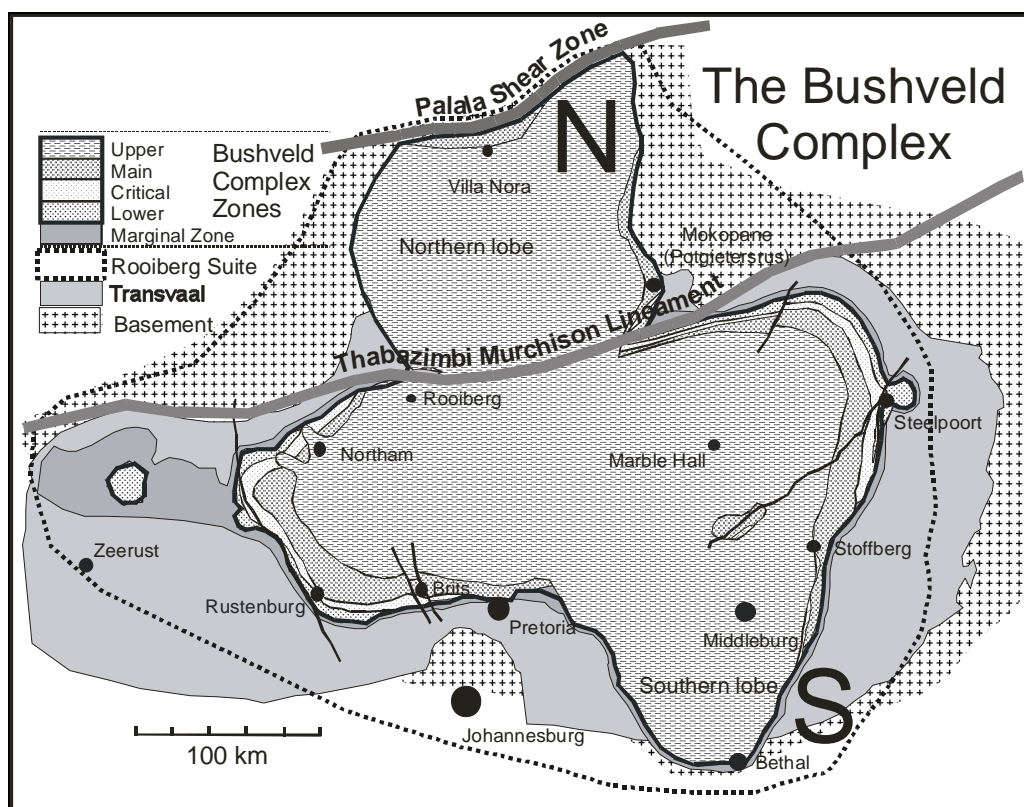 The Bushveld
Complex
Palala Shear Zone
N
Upper
Main
Critical
Lower
Marginal Zone
Bushveld
Complex
Zones
Rooiberg Suite
Transvaal
Basement
Villa Nora
Northern lobe
Mokopane
(Potgietersrus)
Thabazimbi Murchison Lineament
Rooiberg
Steelpoort
Northam
Marble Hall
Zeerust
Stoffberg
Rustenburg
Brits
Pretoria
Middleburg
Southern lobe
S
Johannesburg
Bethal
100 km